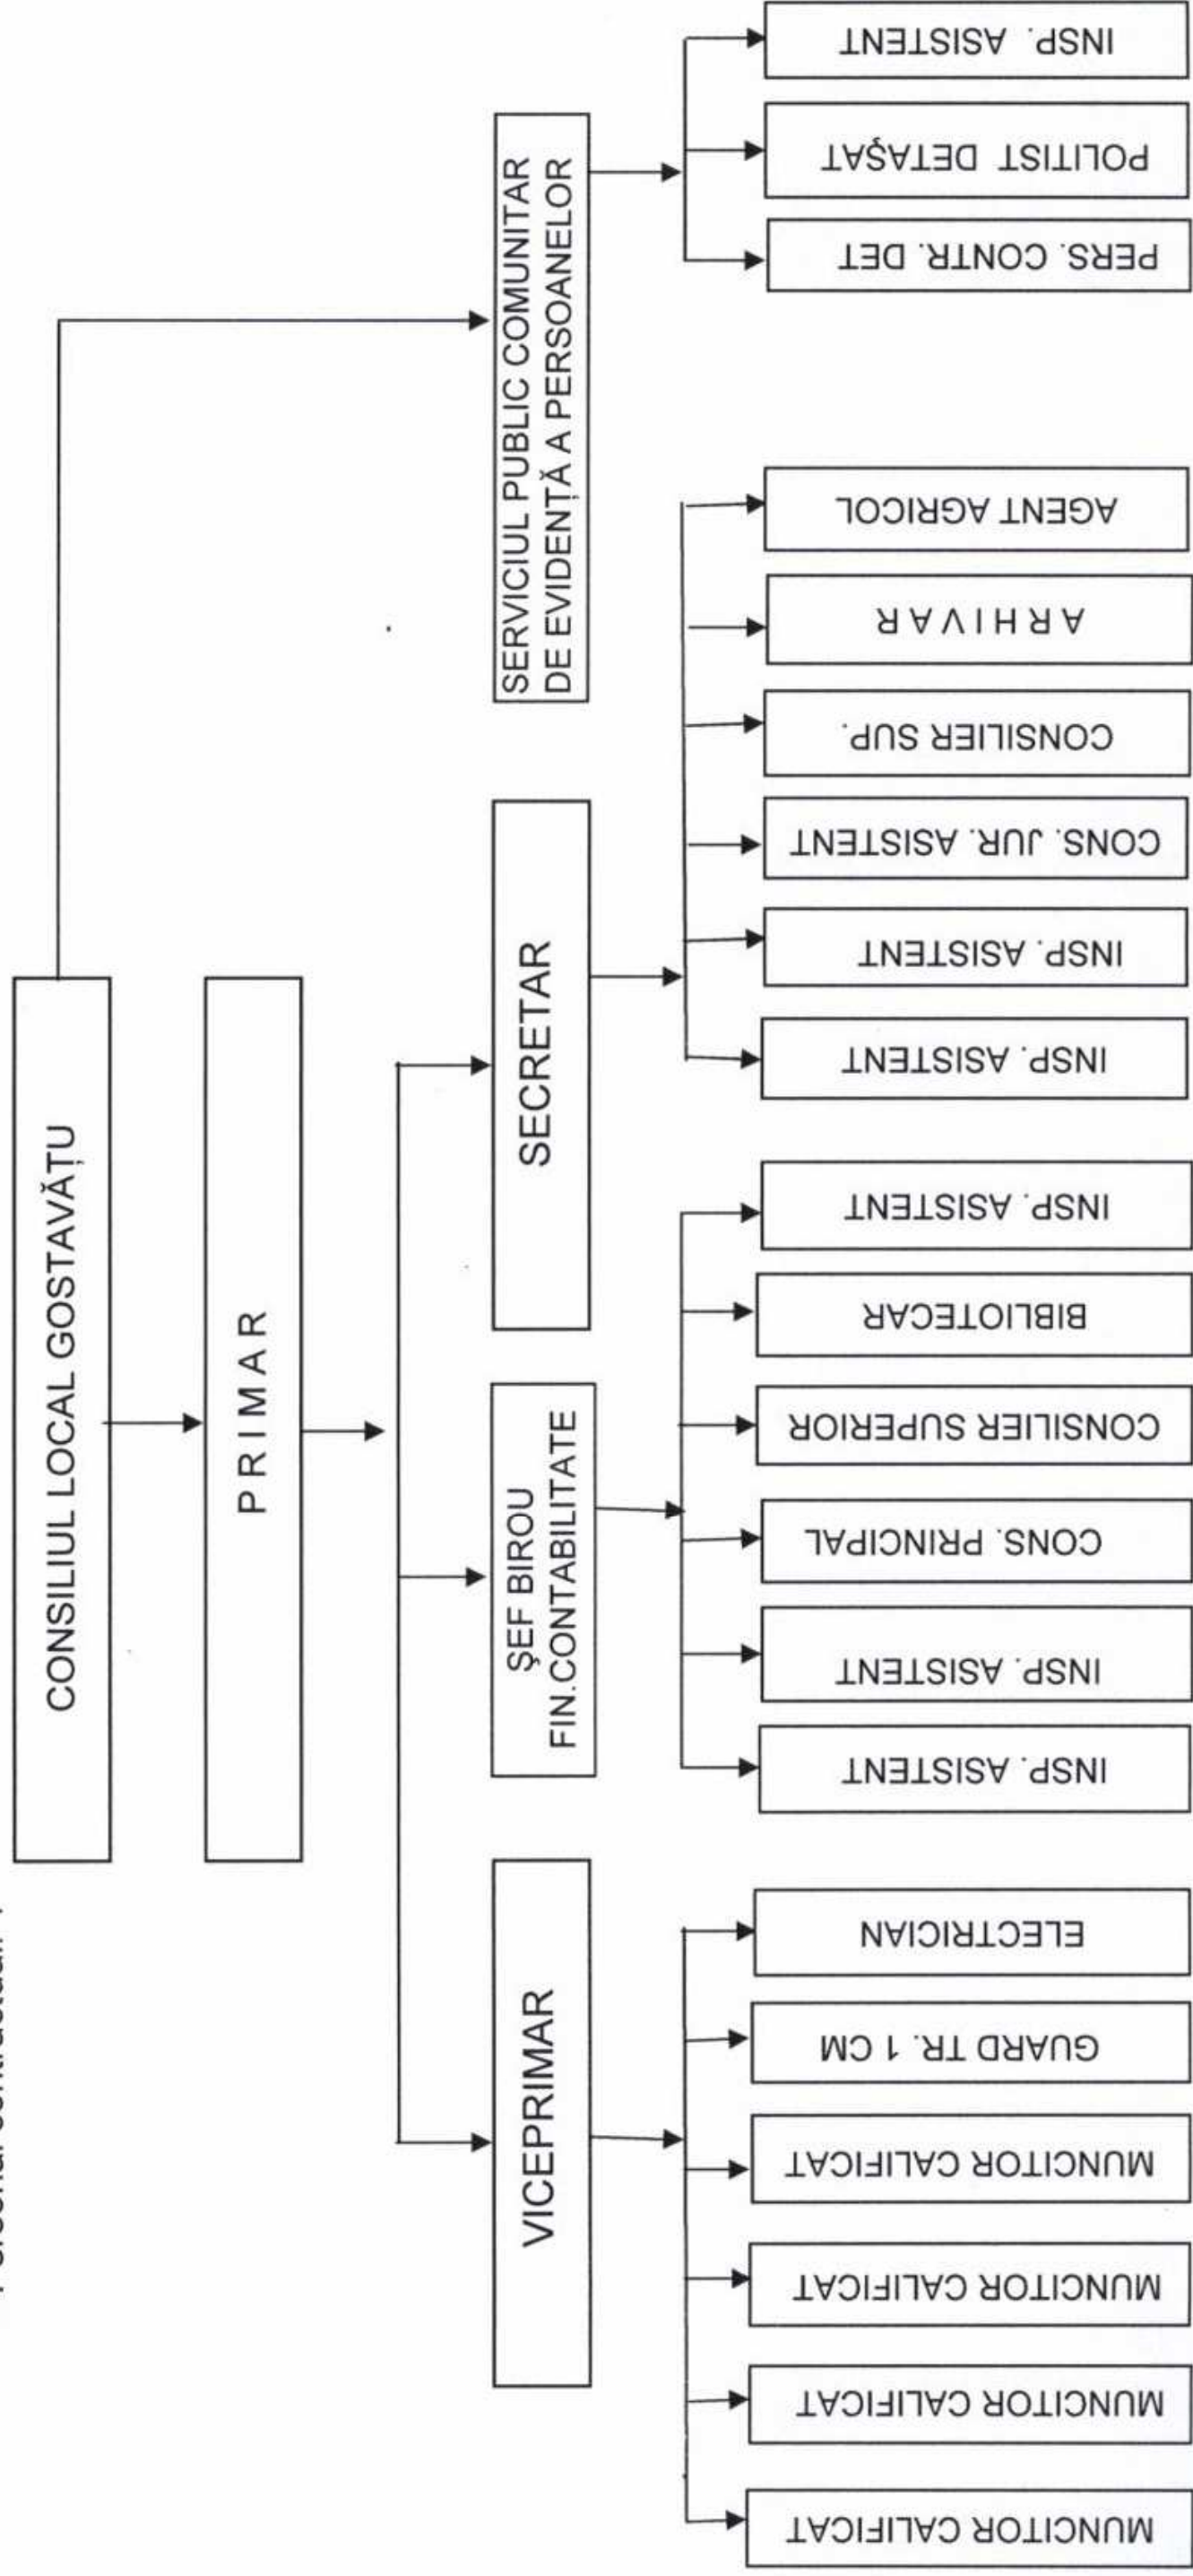 Personal contractual
CONSILIUL LOCAL GOSTAVĂȚU
P R I M A R
VICEPRIMAR
ȘEF BIROU
FIN.CONTABILITATE
SECRETAR
SERVICIUL PUBLIC COMUNITAR
DE EVIDENȚĂ A PERSOANELOR
MUNCITOR CALIFICAT
MUNCITOR CALIFICAT
MUNCITOR CALIFICAT
MUNCITOR CALIFICAT
GUARD TR. 1 CM
ELECTRICIAN
INSP. ASISTENT
INSP. ASISTENT
CONS. PRINCIPAL
CONSILIER SUPERIOR
BIBLIOTECAR
INSP. ASISTENT
INSP. ASISTENT
INSP. ASISTENT
CONS. JUR. ASISTENT
CONSILIER SUP.
A R H I V A R
AGENT AGRICOL
PERS. CONTR. DET
POLITIST DETAȘAT
INSP. ASISTENT